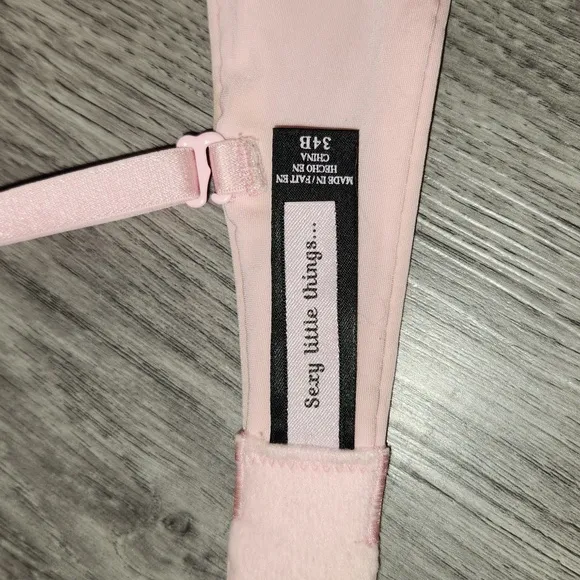 34B
MADE IN / FAIT EN
HECHO EN
CHINA
Sexy little things...